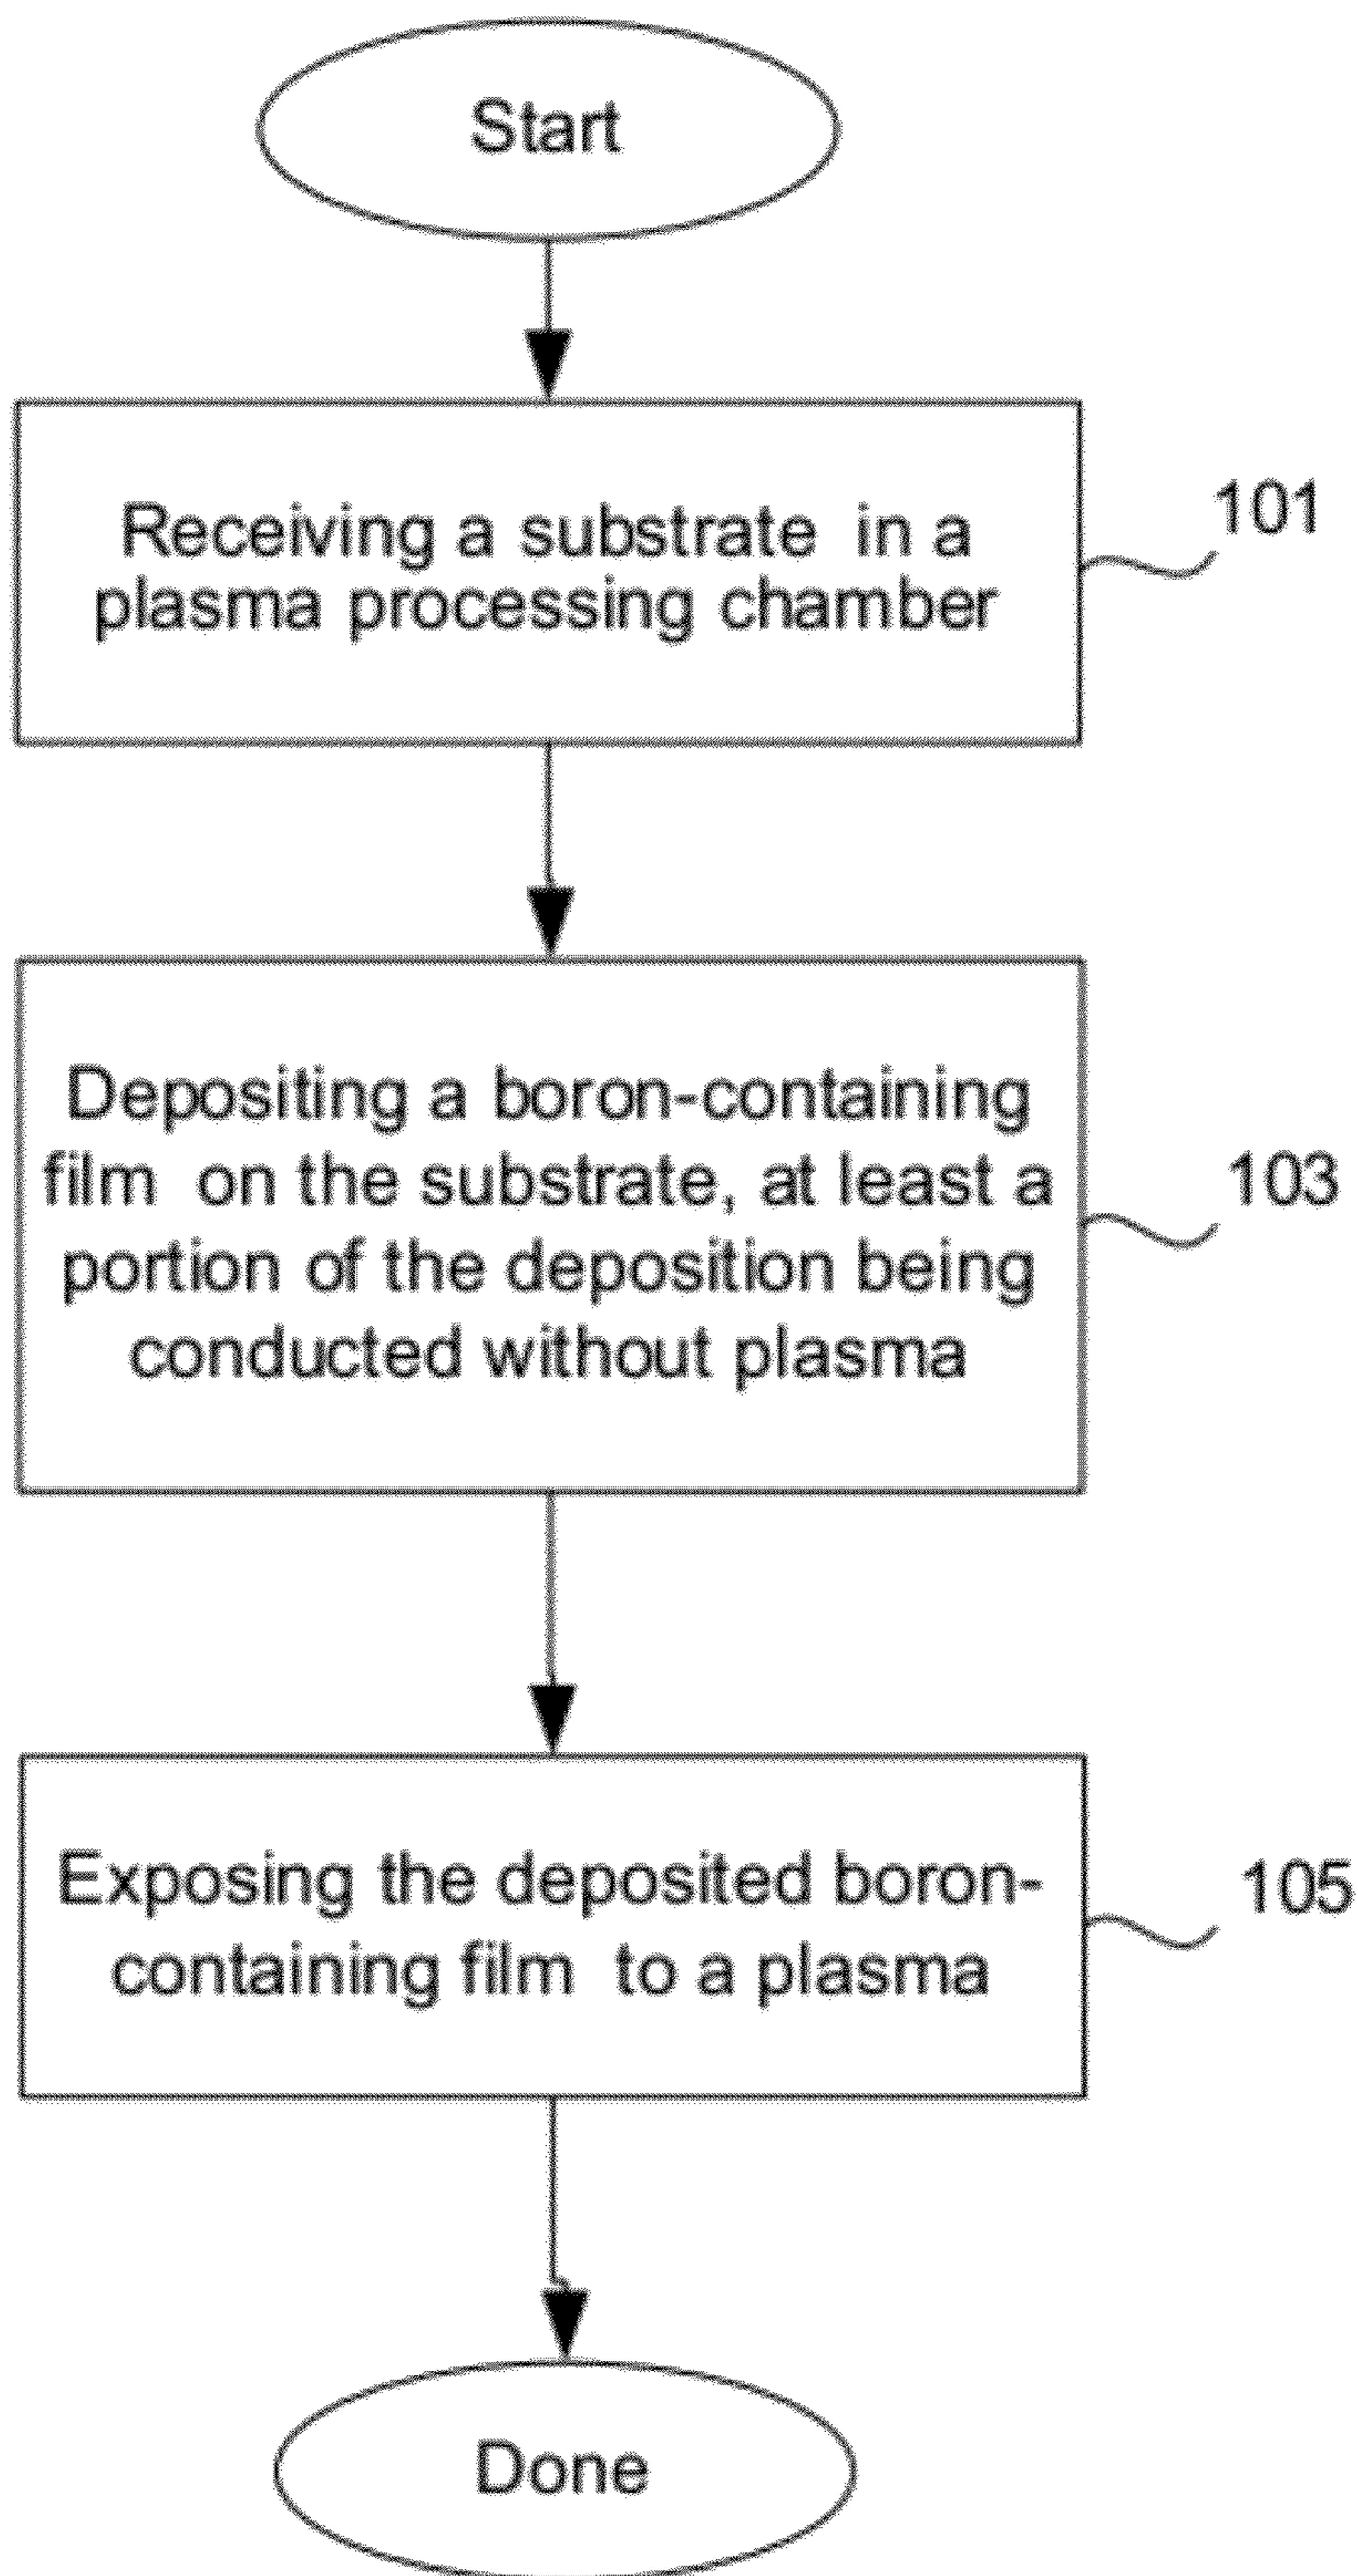 Start
Receiving a substrate in a
plasma processing chamber
101
Depositing a boron-containing
film on the substrate, at least a
portion of the deposition being
conducted without plasma
103
Exposing the deposited boron-
containing film to a plasma
105
Done